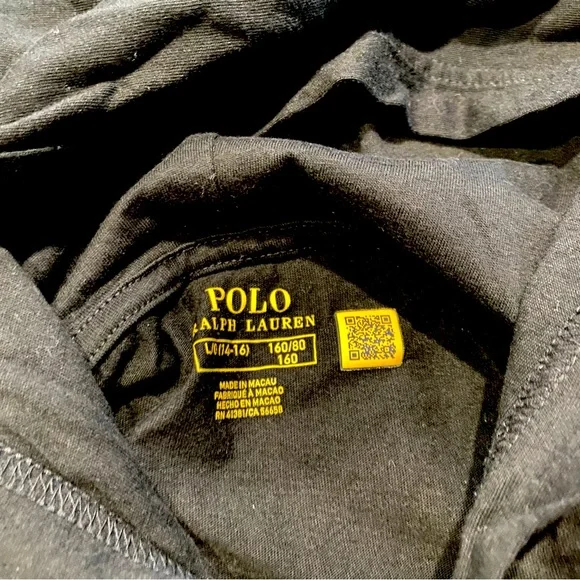 POLO
RALPH LAUREN
L/G (14-16) 160/80
160
MADE IN MACAU
FABRIQUÉ À MACAO
HECHO EN MACAO
RN 41381/CA 56658